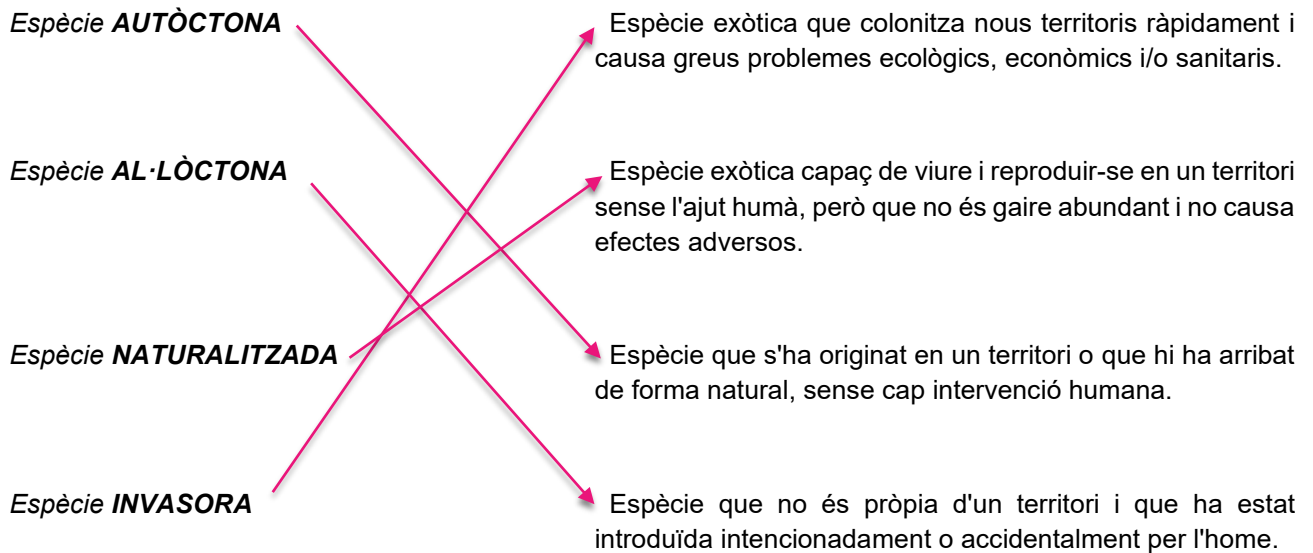 Espècie AUTÒCTONA
Espècie exòtica que colonitza nous territoris ràpidament i
causa greus problemes ecològics, econòmics i/o sanitaris.
Espècie AL·LÒCTONA
Espècie exòtica capaç de viure i reproduir-se en un territori
sense l'ajut humà, però que no és gaire abundant i no causa
efectes adversos.
Espècie NATURALITZADA
Espècie que s'ha originat en un territori o que hi ha arribat
de forma natural, sense cap intervenció humana.
Espècie INVASORA
Espècie que no és pròpia d'un territori i que ha estat
introduïda intencionadament o accidentalment per l'home.